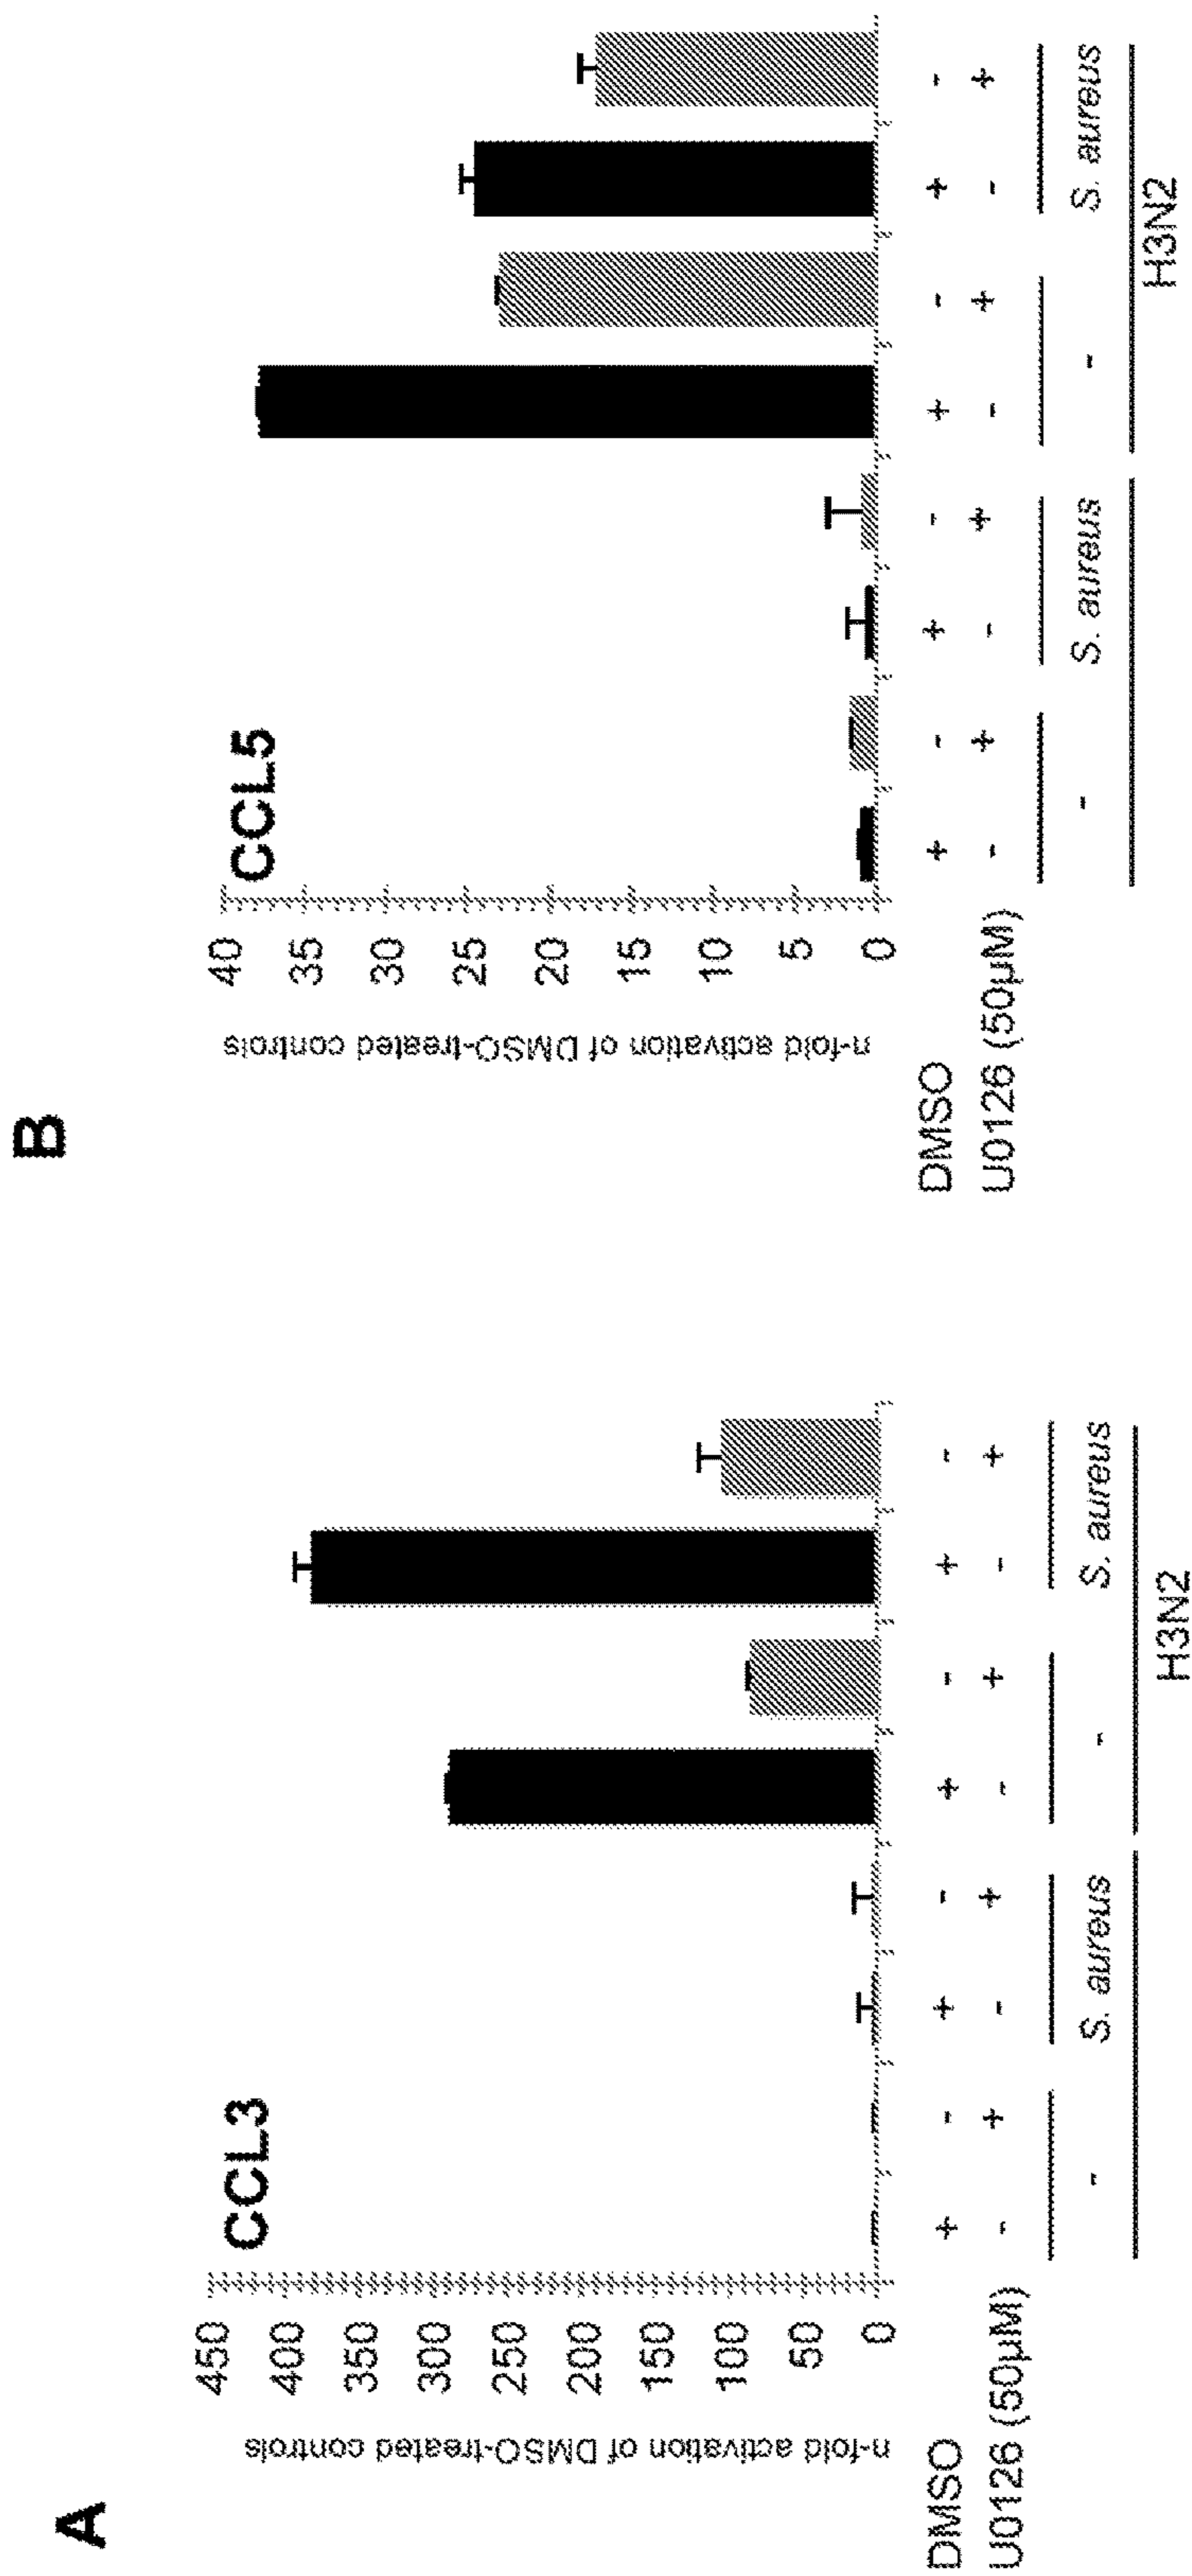 A
CCL3
n-fold activation of DMSO-treated controls
450
400
350
300
250
200
150
100
50
0
DMSO + - + - + - + -
U0126 (50µM) - + - + - + - +
- S. aureus - S. aureus
H3N2
B
CCL5
n-fold activation of DMSO-treated controls
40
35
30
25
20
15
10
5
0
DMSO + - + - + - + -
U0126 (50µM) - + - + - + - +
- S. aureus - S. aureus
H3N2